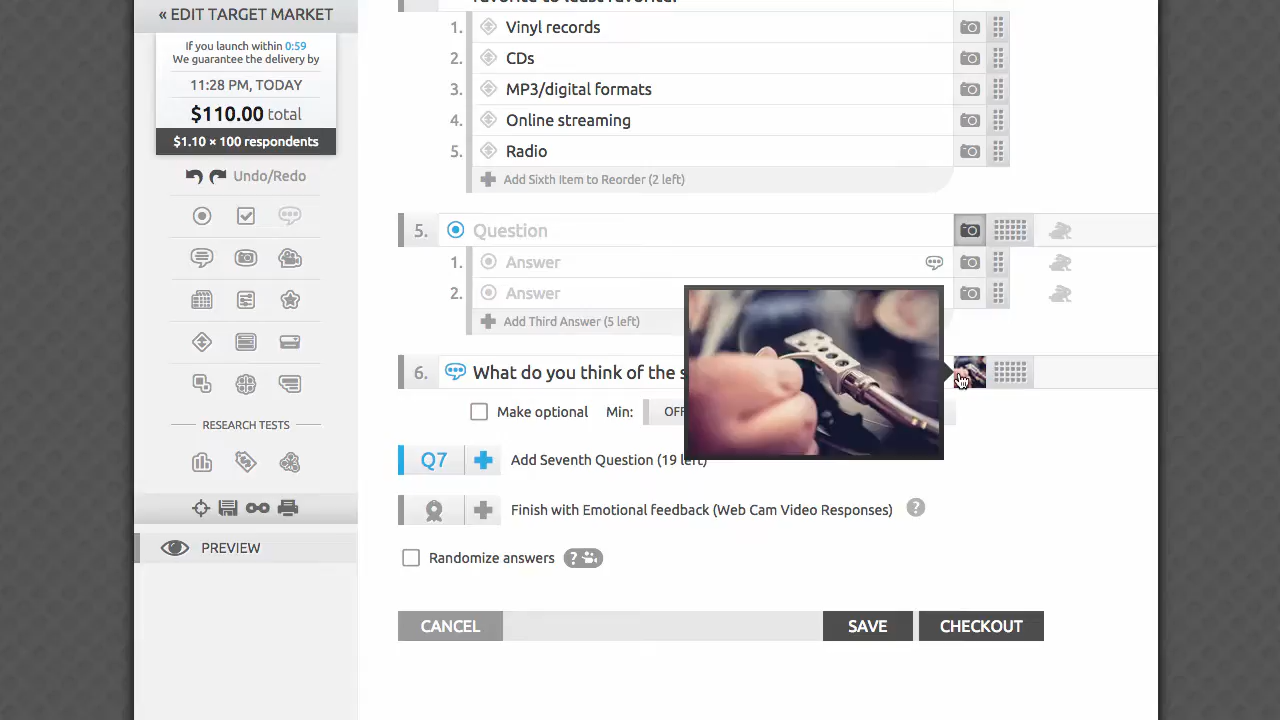 « EDIT TARGET MARKET
If you launch within 0:59
We guarantee the delivery by
11:28 PM, TODAY
$110.00 total
$1.10 × 100 respondents
Undo/Redo
RESEARCH TESTS
PREVIEW
favorite to least favorite?
1. Vinyl records
2. CDs
3. MP3/digital formats
4. Online streaming
5. Radio
Add Sixth Item to Reorder (2 left)
5. Question
1. Answer
2. Answer
Add Third Answer (5 left)
6. What do you think of the s
Make optional Min: OFF
Q7 Add Seventh Question (19 left)
Finish with Emotional feedback (Web Cam Video Responses) ?
Randomize answers ?
CANCEL SAVE CHECKOUT